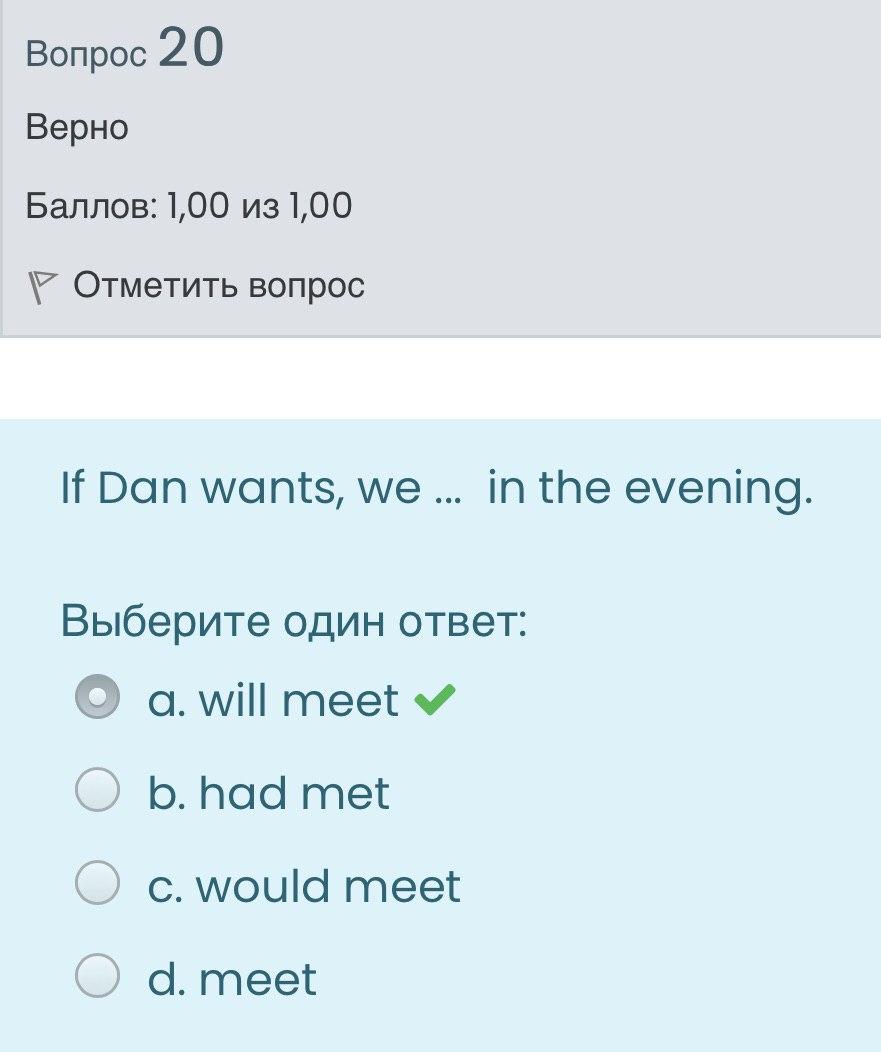 Вопрос 20
Верно
Баллов: 1,00 из 1,00
Отметить вопрос
If Dan wants, we ... in the evening.
Выберите один ответ:
a. will meet
b. had met
c. would meet
d. meet